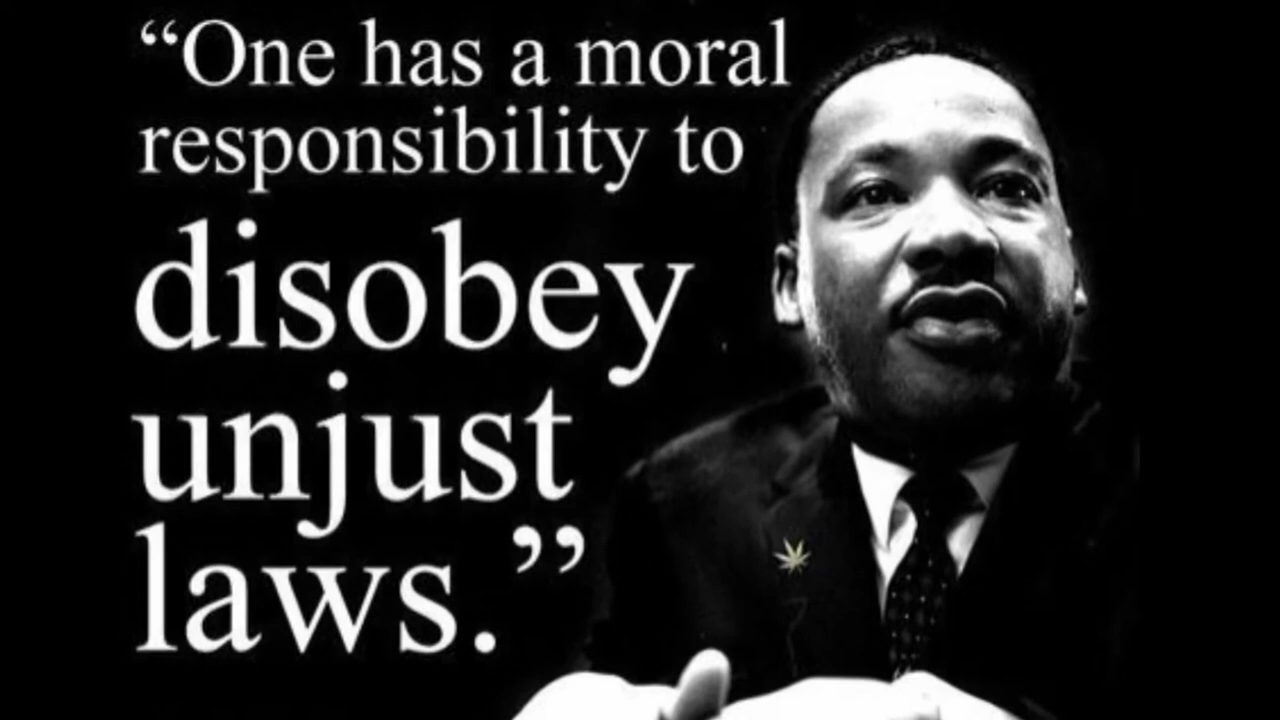 “One has a moral
responsibility to
disobey
unjust
laws.”